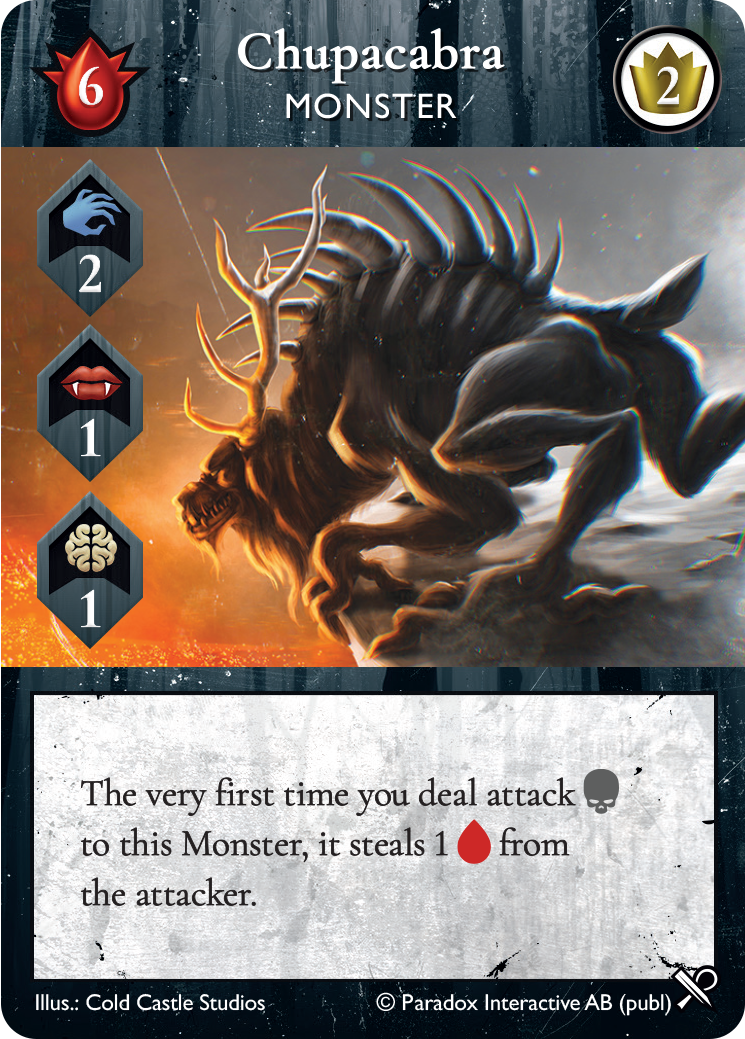 6
Chupacabra
MONSTER
2
2
1
1
The very first time you deal attack
to this Monster, it steals 1 from
the attacker.
Illus.: Cold Castle Studios
© Paradox Interactive AB (publ)